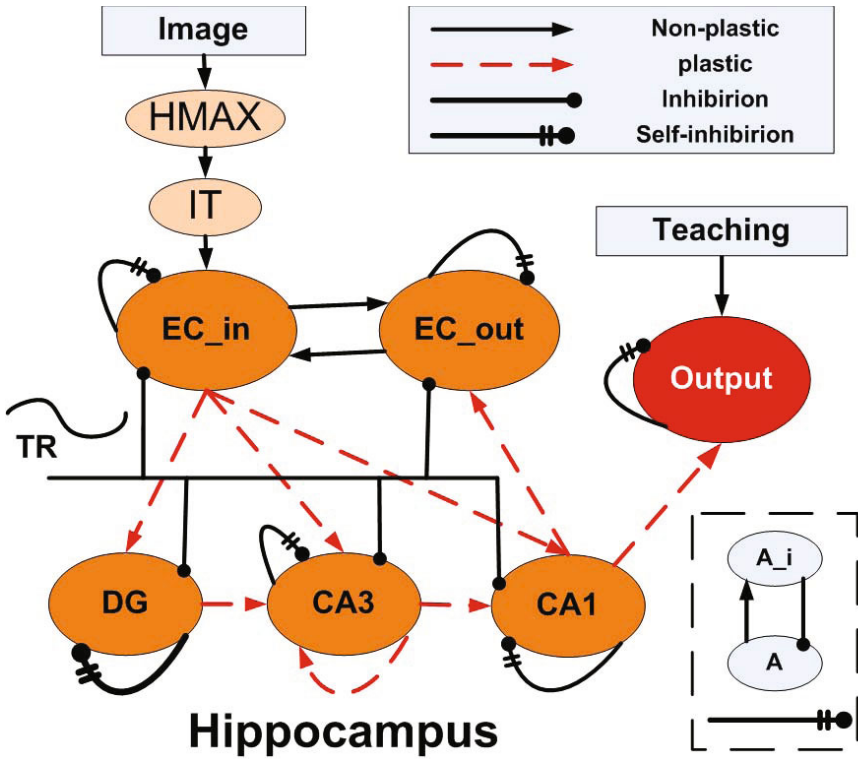 Image
HMAX
IT
Non-plastic
plastic
Inhibirion
Self-inhibirion
Teaching
EC_in
EC_out
Output
TR
DG
CA3
CA1
A_i
A
Hippocampus